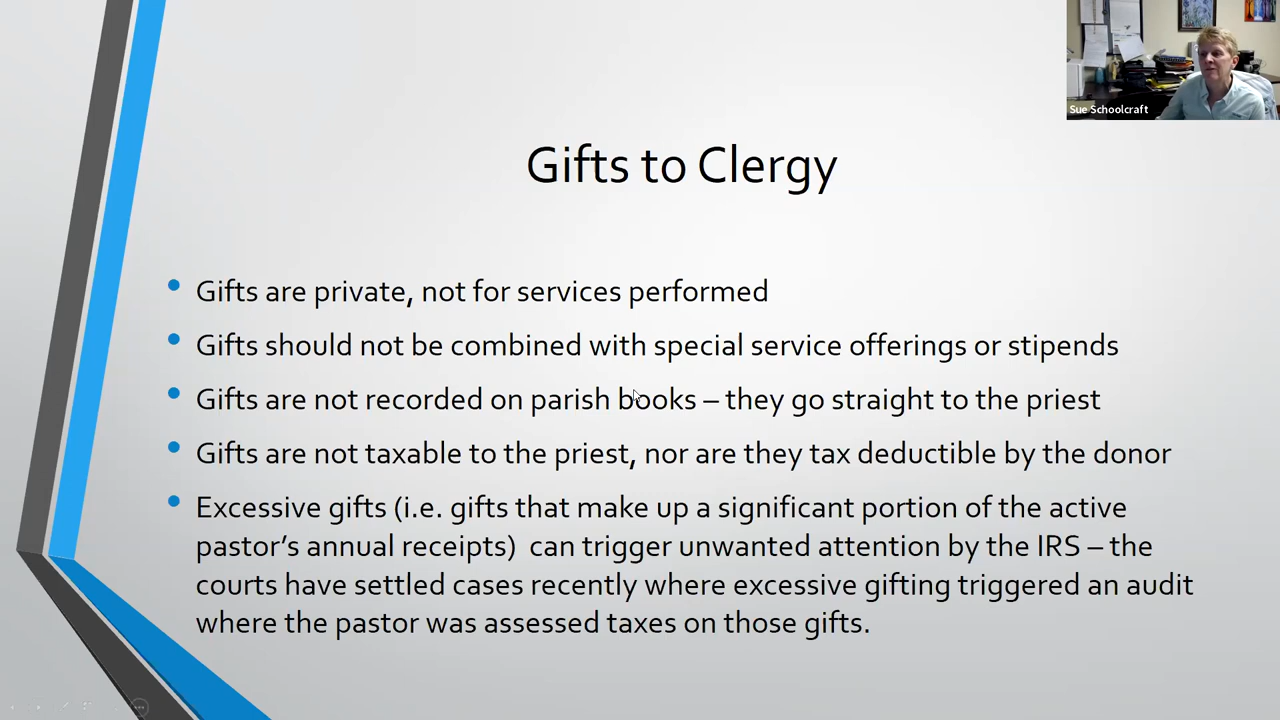 Sue Schoolcraft
Gifts to Clergy
• Gifts are private, not for services performed
• Gifts should not be combined with special service offerings or stipends
• Gifts are not recorded on parish books – they go straight to the priest
• Gifts are not taxable to the priest, nor are they tax deductible by the donor
• Excessive gifts (i.e. gifts that make up a significant portion of the active
pastor’s annual receipts)  can trigger unwanted attention by the IRS – the
courts have settled cases recently where excessive gifting triggered an audit
where the pastor was assessed taxes on those gifts.